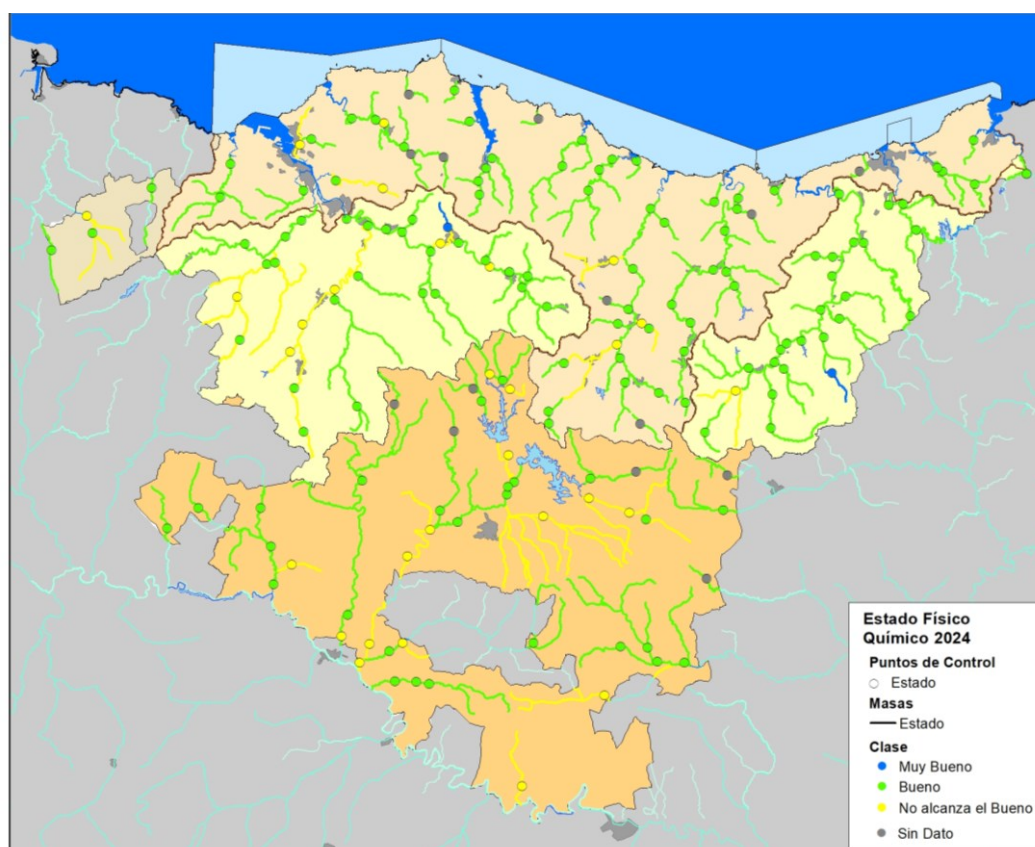 Estado Físico
Químico 2024
Puntos de Control
Estado
Masas
Estado
Clase
Muy Bueno
Bueno
No alcanza el Bueno
Sin Dato